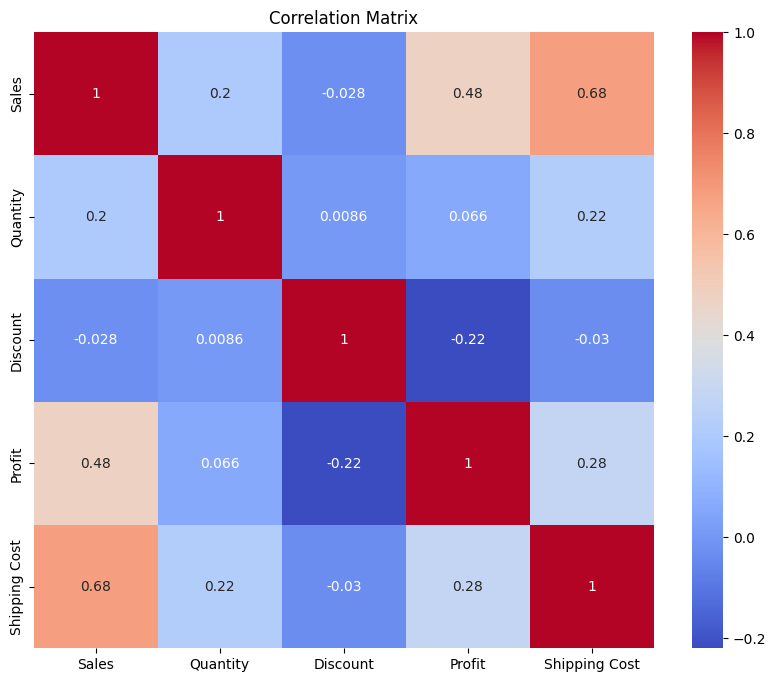 Correlation Matrix
Sales 1 0.2 -0.028 0.48 0.68
Quantity 0.2 1 0.0086 0.066 0.22
Discount -0.028 0.0086 1 -0.22 -0.03
Profit 0.48 0.066 -0.22 1 0.28
Shipping Cost 0.68 0.22 -0.03 0.28 1
Sales Quantity Discount Profit Shipping Cost
1.0
0.8
0.6
0.4
0.2
0.0
−0.2